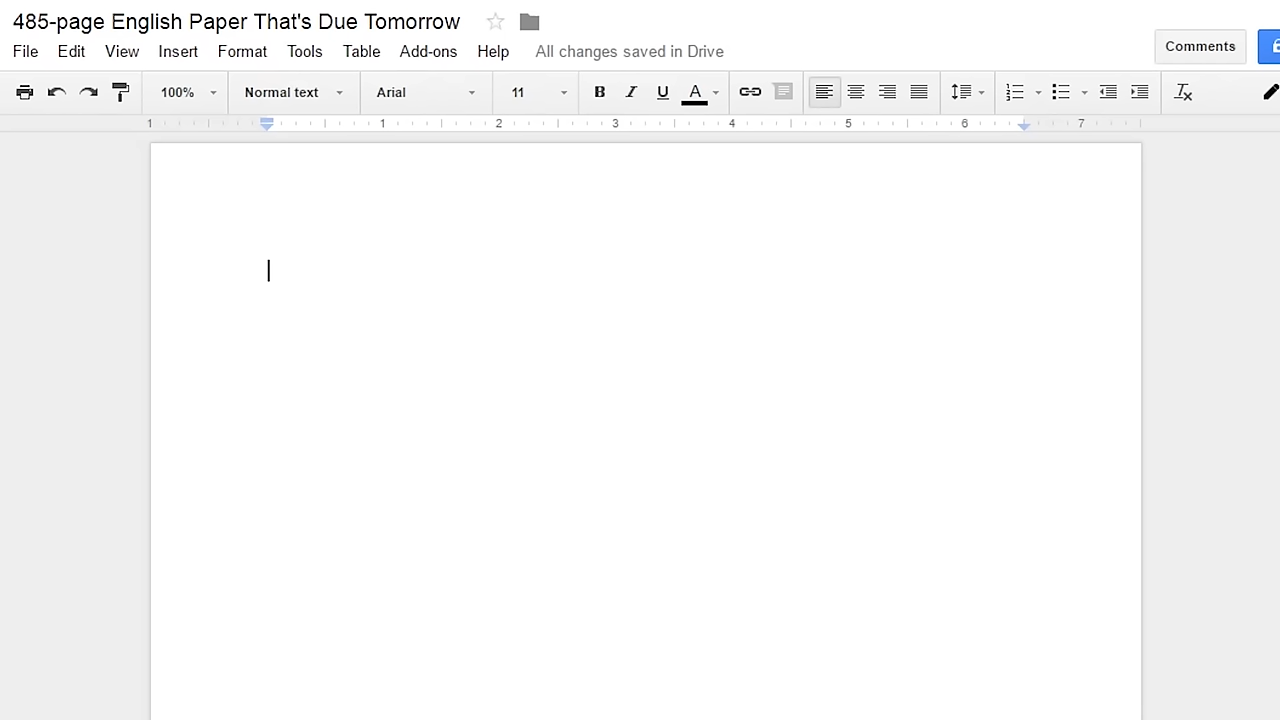 485-page English Paper That's Due Tomorrow
File Edit View Insert Format Tools Table Add-ons Help All changes saved in Drive
Comments
100% Normal text Arial 11 B I U A
1 1 2 3 4 5 6 7